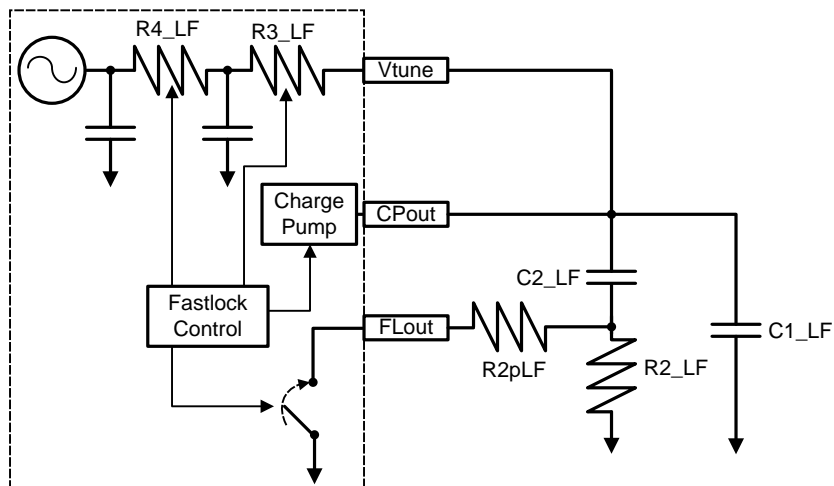 R4_LF
R3_LF
Vtune
Charge
Pump
CPout
C2_LF
Fastlock
Control
FLout
R2pLF
R2_LF
C1_LF